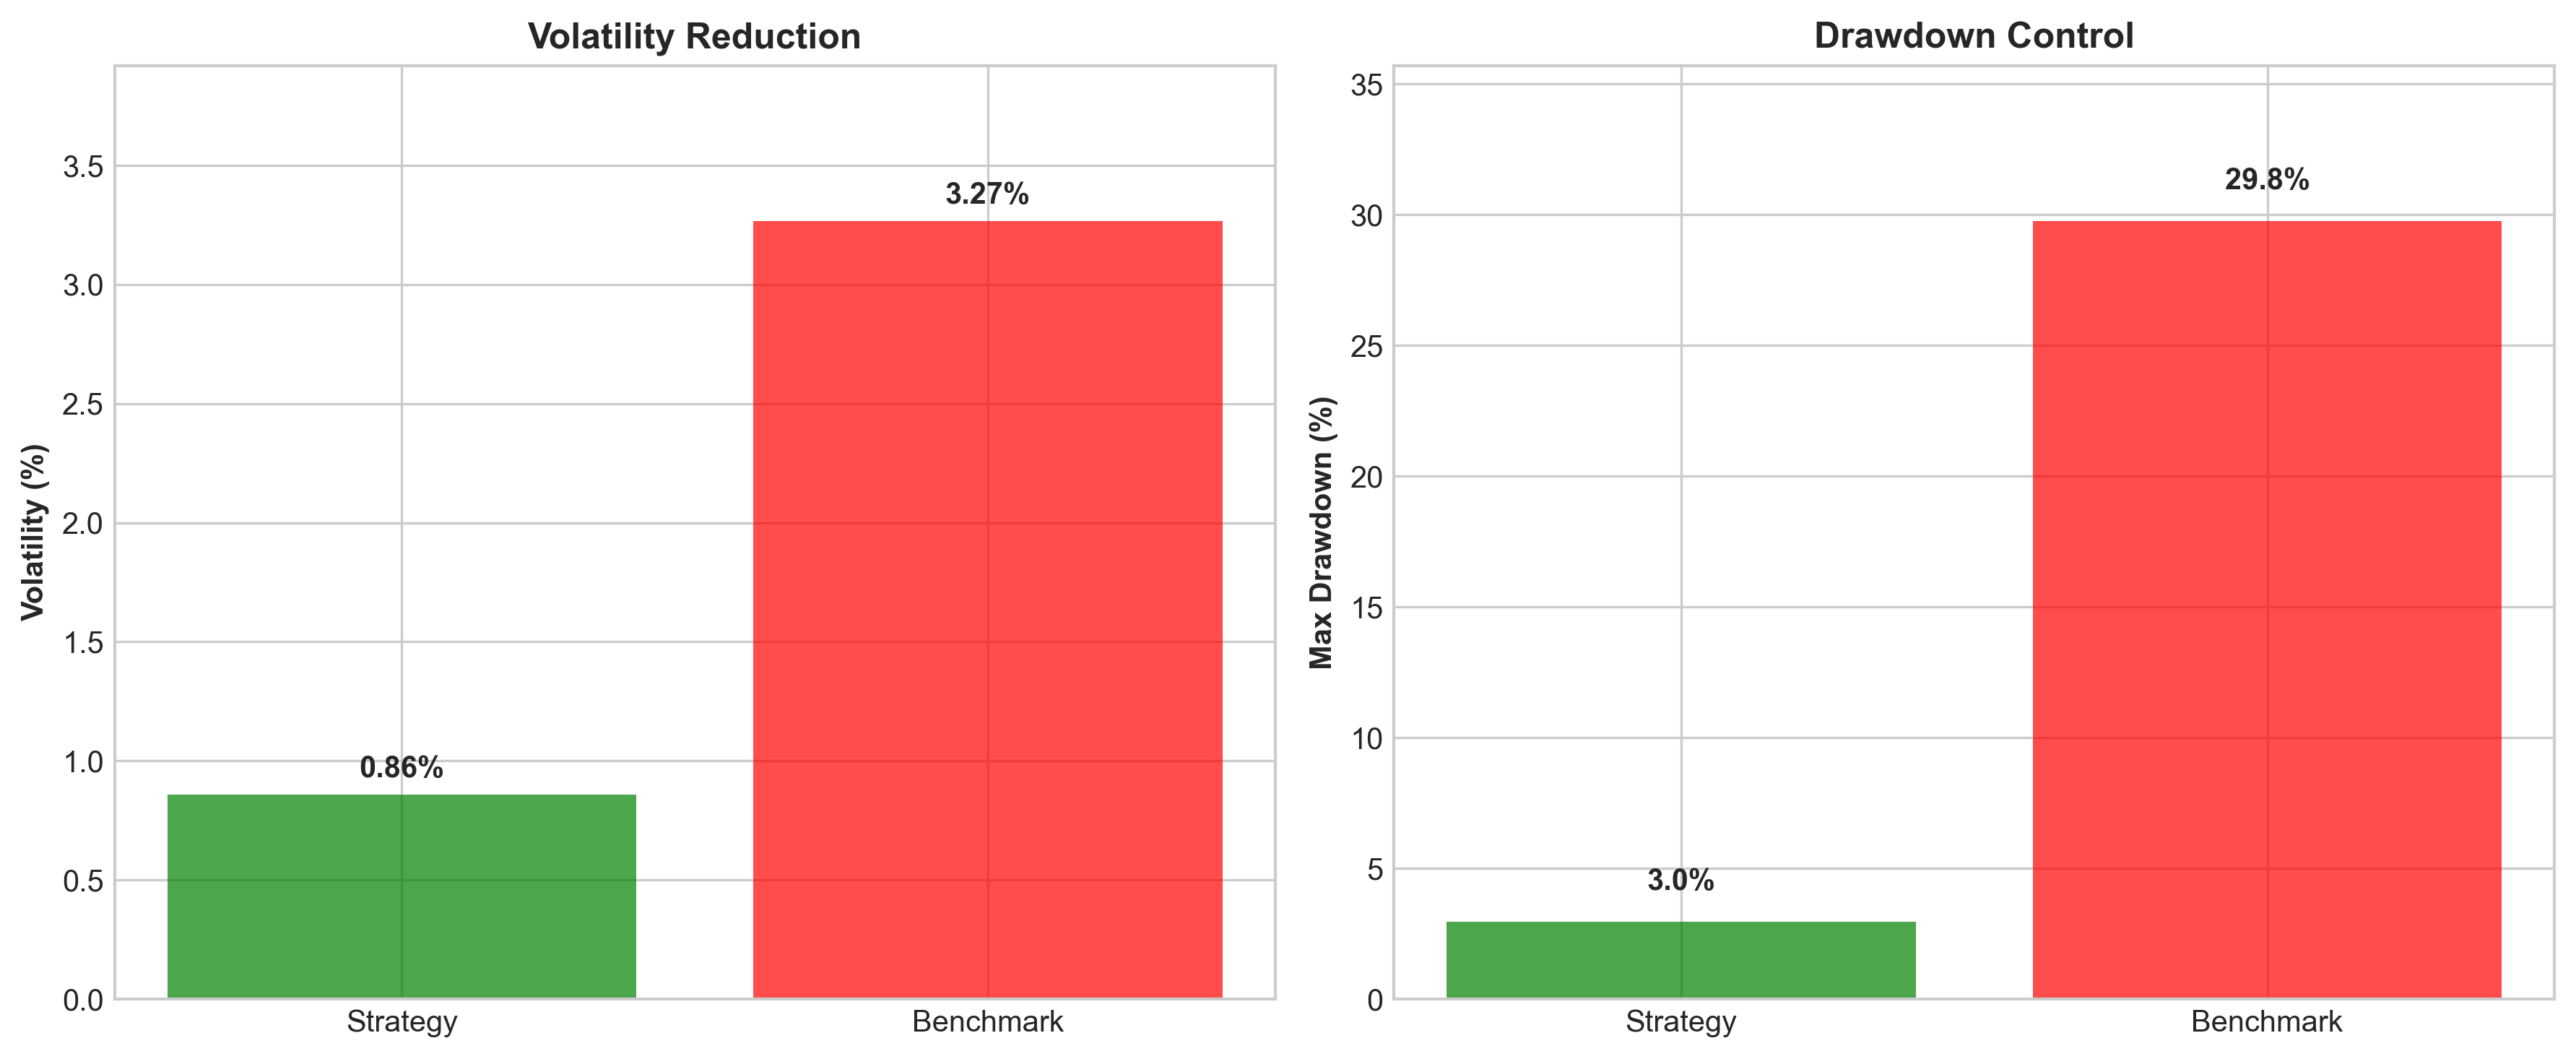 Volatility Reduction
Volatility (%)
3.5
3.0
2.5
2.0
1.5
1.0
0.5
0.0
0.86%
3.27%
Strategy
Benchmark
Drawdown Control
Max Drawdown (%)
35
30
25
20
15
10
5
0
3.0%
29.8%
Strategy
Benchmark